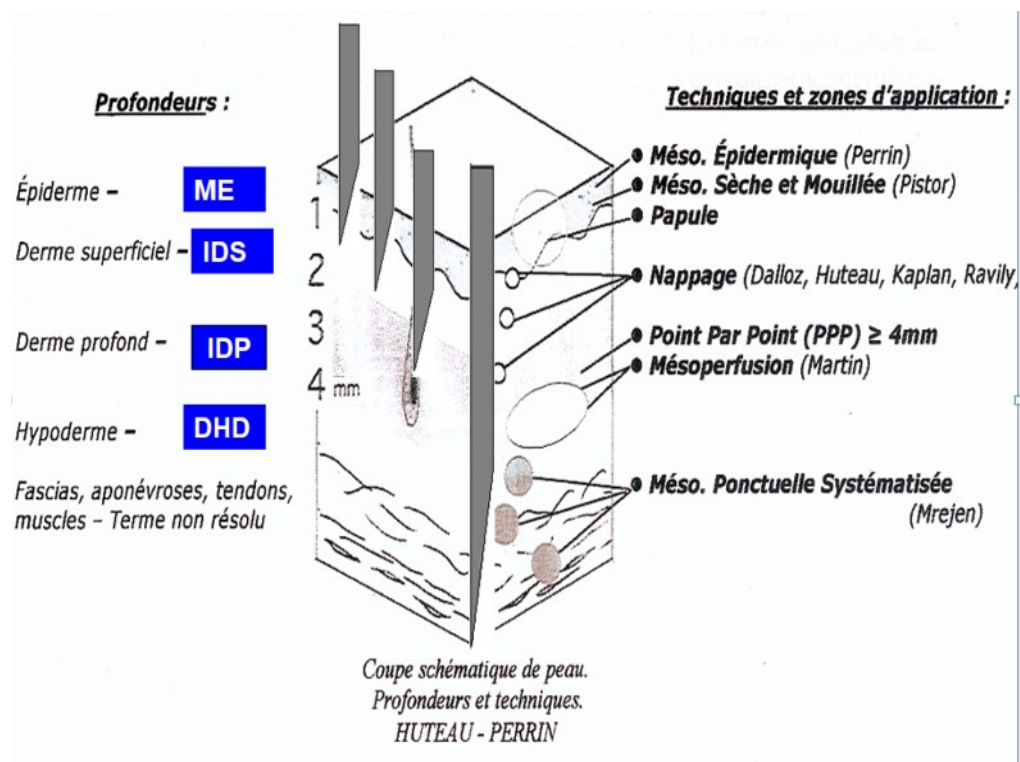 Profondeurs :
Épiderme – ME
Derme superficiel – IDS
Derme profond – IDP
Hypoderme – DHD
Fascias, aponévroses, tendons,
muscles – Terme non résolu
1
2
3
4 mm
Techniques et zones d'application :
Méso. Épidermique (Perrin)
Méso. Sèche et Mouillée (Pistor)
Papule
Nappage (Dalloz, Huteau, Kaplan, Ravily,
Point Par Point (PPP) ≥ 4mm
Mésoperfusion (Martin)
Méso. Ponctuelle Systématisée
(Mrejen)
Coupe schématique de peau.
Profondeurs et techniques.
HUTEAU - PERRIN